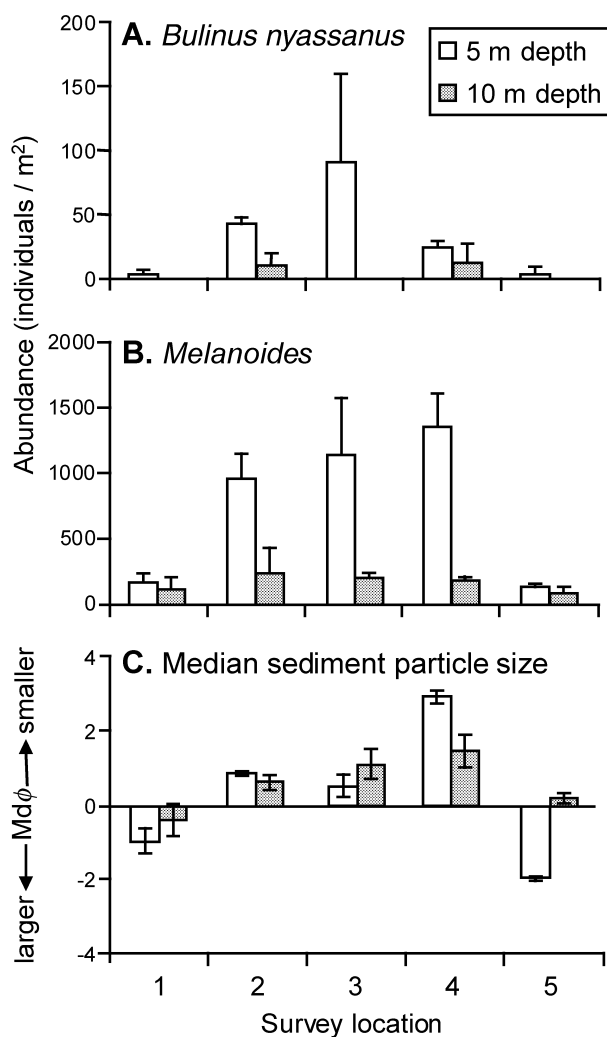 A. Bulinus nyassanus
5 m depth
10 m depth
200
150
100
50
0
Abundance (individuals / m²)
B. Melanoides
2000
1500
1000
500
0
C. Median sediment particle size
4
2
0
-2
-4
larger ← Mdϕ → smaller
1 2 3 4 5
Survey location